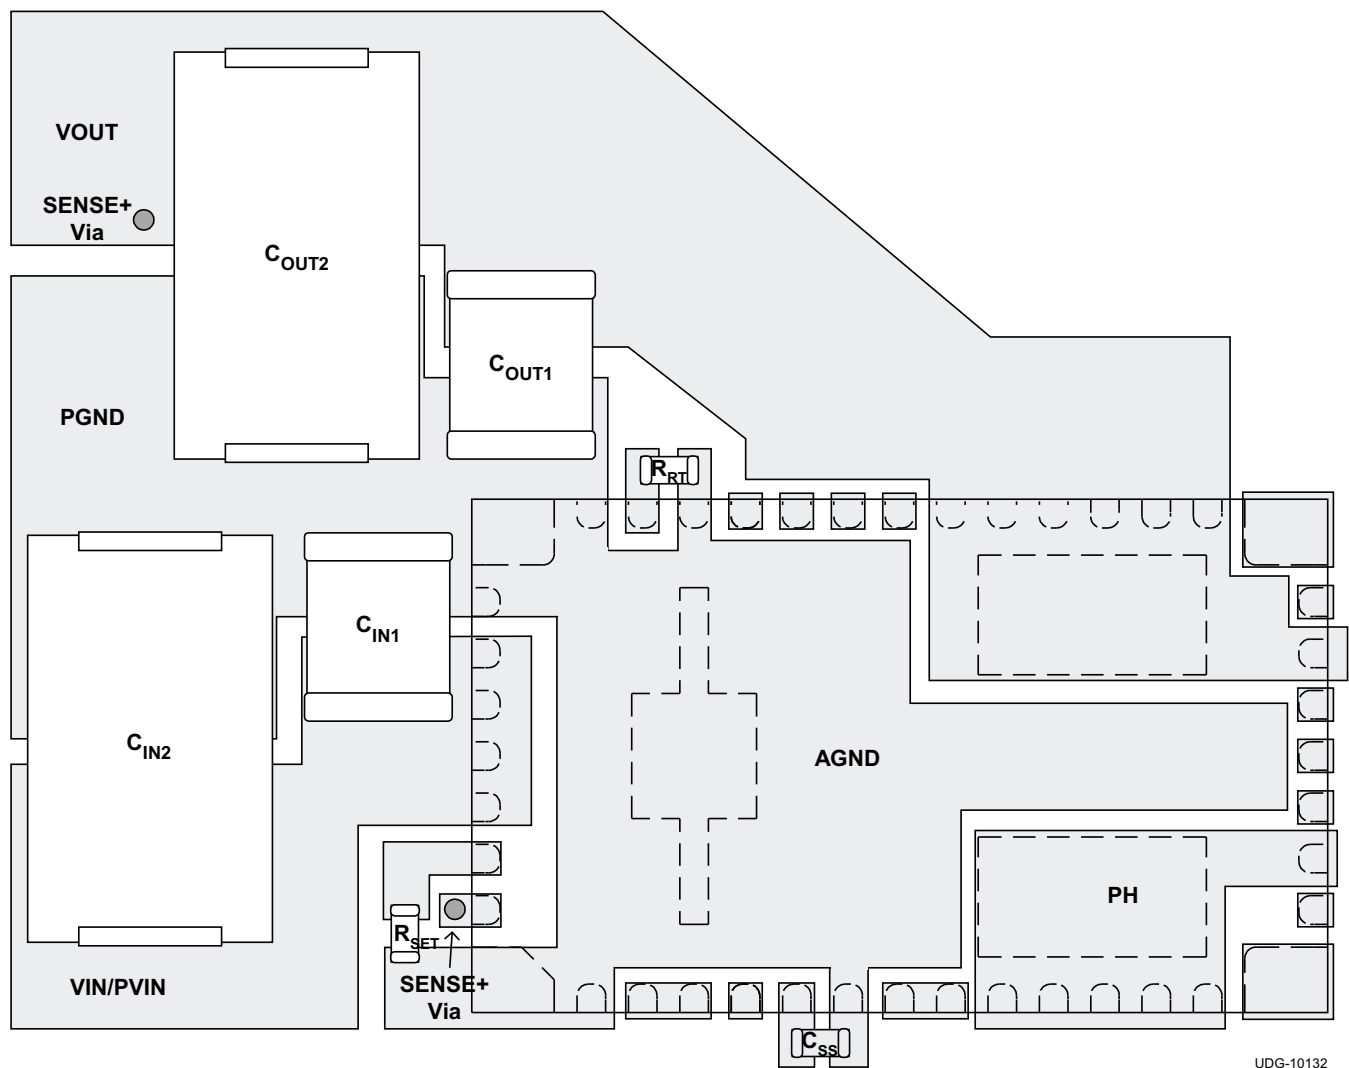 VOUT
SENSE+
Via
COUT2
COUT1
PGND
RRT
CIN1
CIN2
AGND
PH
RSET
VIN/PVIN
SENSE+
Via
CSS
UDG-10132